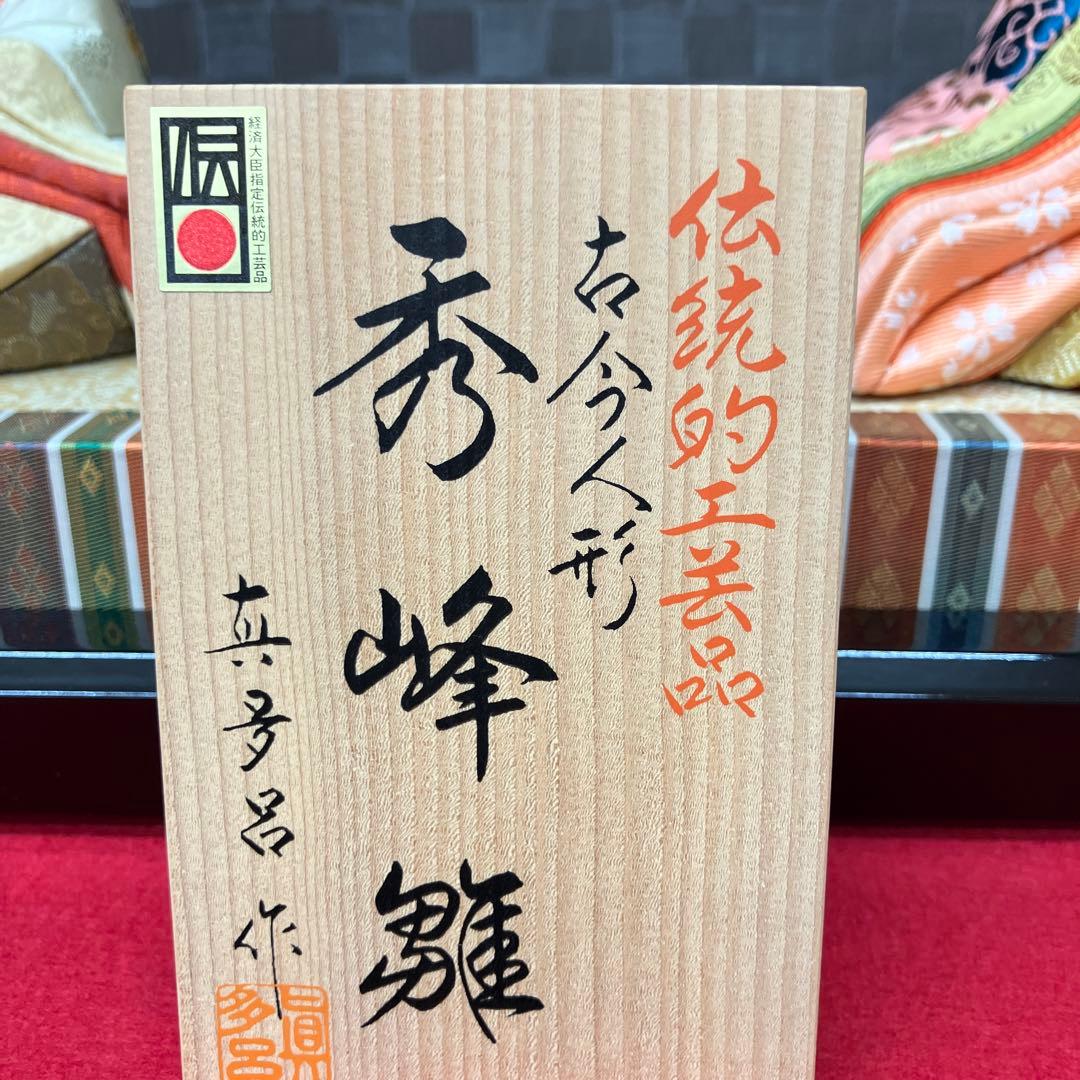 伝統的工芸品
古今人形
秀峰雛
真多呂作
眞多呂
伝
経済大臣指定伝統的工芸品